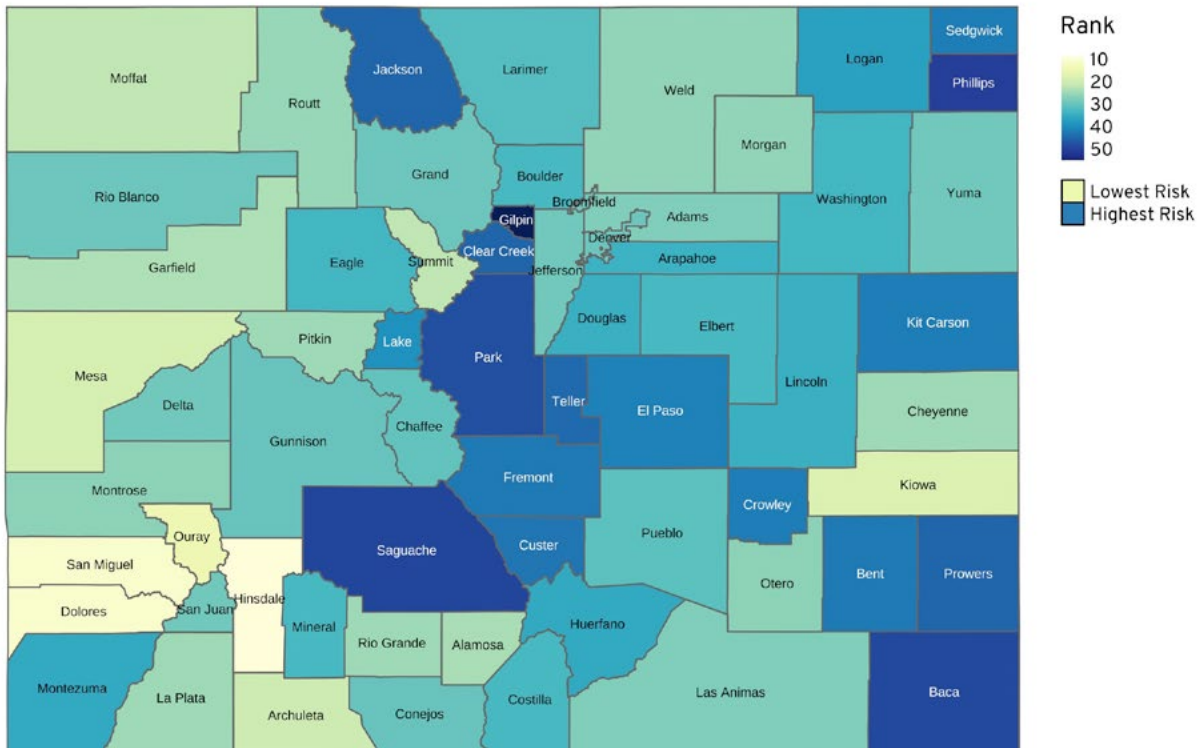 Rank
10
20
30
40
50
Lowest Risk
Highest Risk
Moffat
Routt
Jackson
Larimer
Weld
Logan
Sedgwick
Phillips
Morgan
Rio Blanco
Grand
Boulder
Washington
Yuma
Broomfield
Gilpin
Adams
Denver
Clear Creek
Arapahoe
Garfield
Eagle
Summit
Jefferson
Douglas
Elbert
Kit Carson
Pitkin
Lake
Park
Mesa
Lincoln
Delta
Teller
El Paso
Cheyenne
Chaffee
Gunnison
Fremont
Kiowa
Montrose
Crowley
Ouray
Pueblo
Custer
Saguache
San Miguel
Bent
Prowers
Otero
Hinsdale
Dolores
San Juan
Mineral
Huerfano
Rio Grande
Alamosa
Montezuma
La Plata
Costilla
Las Animas
Baca
Archuleta
Conejos